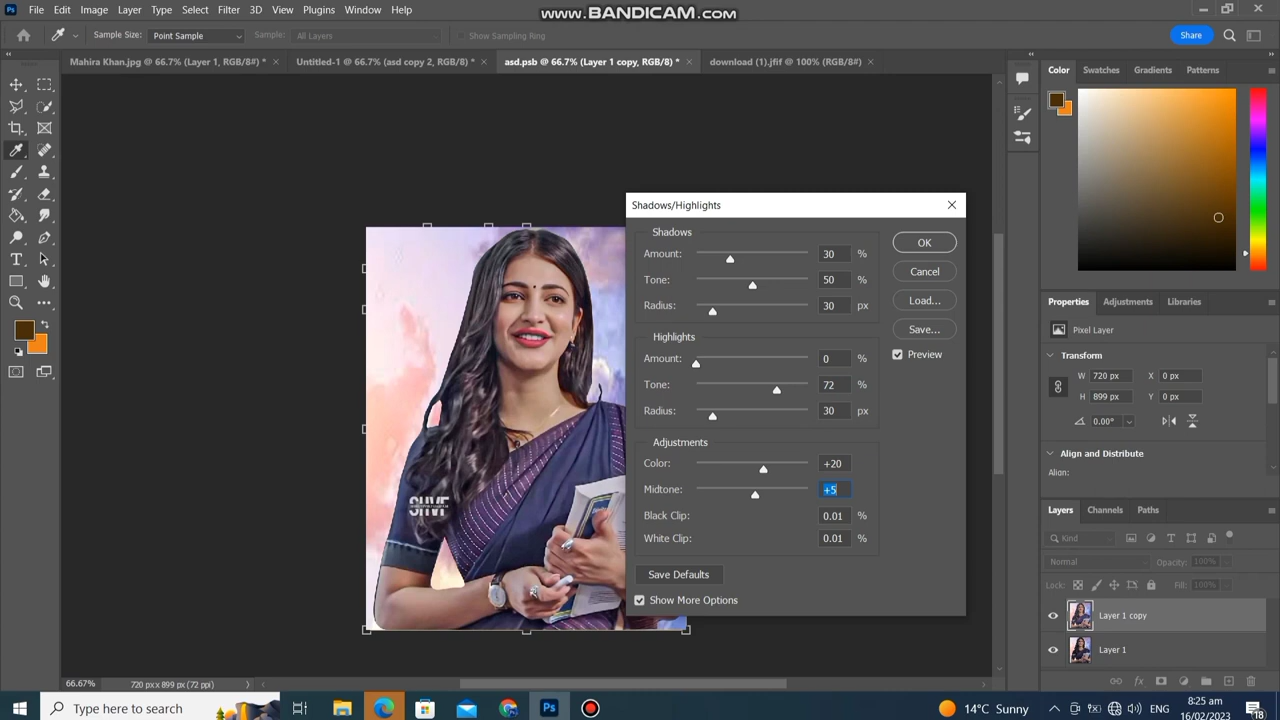 Ps File Edit Image Layer Type Select Filter 3D View Plugins Window Help
www.BANDICAM.com
Sample Size: Point Sample Sample: All Layers Show Sampling Ring Share
Mahira Khan.jpg @ 66.7% (Layer 1, RGB/8#) * × Untitled-1 @ 66.7% (asd copy 2, RGB/8) * × asd.psb @ 66.7% (Layer 1 copy, RGB/8) * × download (1).jfif @ 100% (RGB/8#) ×
Color Swatches Gradients Patterns
Shadows/Highlights
Shadows
Amount: 30 %
Tone: 50 %
Radius: 30 px
Highlights
Amount: 0 %
Tone: 72 %
Radius: 30 px
Adjustments
Color: +20
Midtone: +5
Black Clip: 0.01 %
White Clip: 0.01 %
Save Defaults
Show More Options
OK
Cancel
Load...
Save...
Preview
SHVF
Properties Adjustments Libraries
Pixel Layer
Transform
W 720 px X 0 px
H 899 px Y 0 px
0.00°
Align and Distribute
Align:
Layers Channels Paths
Kind
Normal Opacity: 100%
Lock: Fill: 100%
Layer 1 copy
Layer 1
66.67% 720 px x 899 px (72 ppi)
Type here to search
Ps
14°C Sunny
ENG
8:25 am
16/02/2023
18